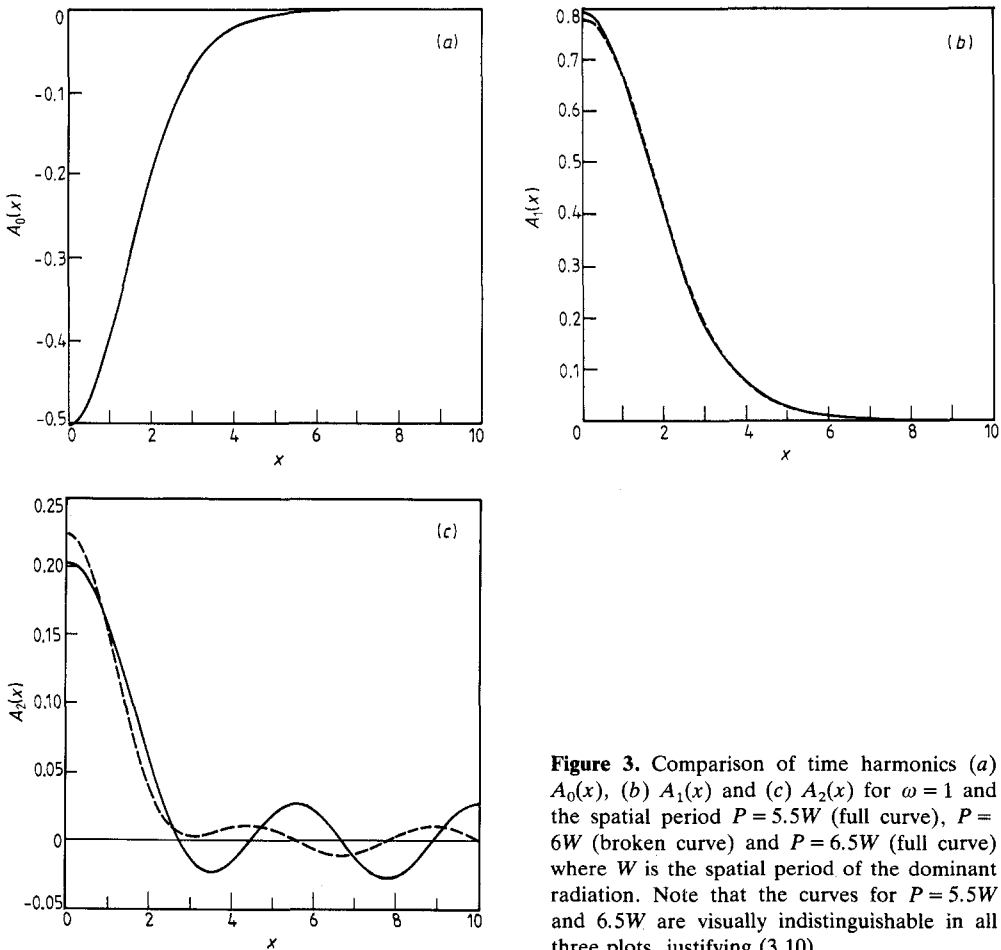 0
-0.1
-0.2
-0.3
-0.4
-0.5
A₀(x)
0 2 4 6 8 10
x
(a)
0.8
0.7
0.6
0.5
0.4
0.3
0.2
0.1
A₁(x)
0 2 4 6 8 10
x
(b)
0.25
0.20
0.15
0.10
0.05
0
-0.05
A₂(x)
0 2 4 6 8 10
x
(c)
Figure 3. Comparison of time harmonics (a)
A₀(x), (b) A₁(x) and (c) A₂(x) for ω = 1 and
the spatial period P = 5.5W (full curve), P =
6W (broken curve) and P = 6.5W (full curve)
where W is the spatial period of the dominant
radiation. Note that the curves for P = 5.5W
and 6.5W are visually indistinguishable in all
three plots, justifying (3.10).